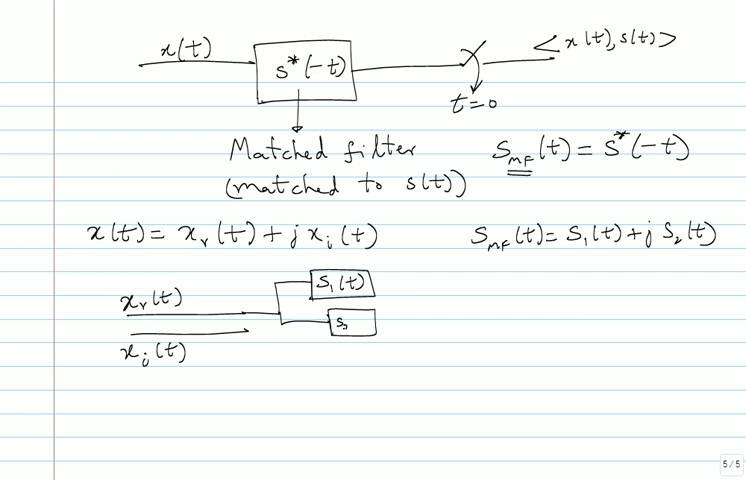 x(t) s*(-t) < x(t), s(t) >
t=0
Matched filter S_MF(t) = S*(-t)
(matched to s(t))
x(t) = x_r(t) + j x_i(t) S_MF(t) = S_1(t) + j S_2(t)
S_1(t)
x_r(t)
S_2
x_i(t)
5/5